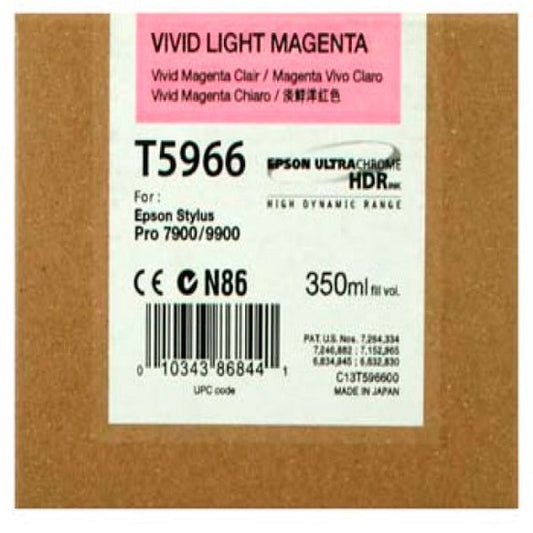 VIVID LIGHT MAGENTA
Vivid Magenta Clair / Magenta Vivo Claro
Vivid Magenta Chiaro / 淡鮮洋红色
T5966
EPSON ULTRACHROME
HDR INK
HIGH DYNAMIC RANGE
For :
Epson Stylus
Pro 7900/9900
CE N86
350ml fill vol.
PAT. U.S. Nos. 7,264,334
7,246,882 ; 7,152,965
6,834,945 ; 6,632,830
C13T596600
MADE IN JAPAN
0 10343 86844 1
UPC code